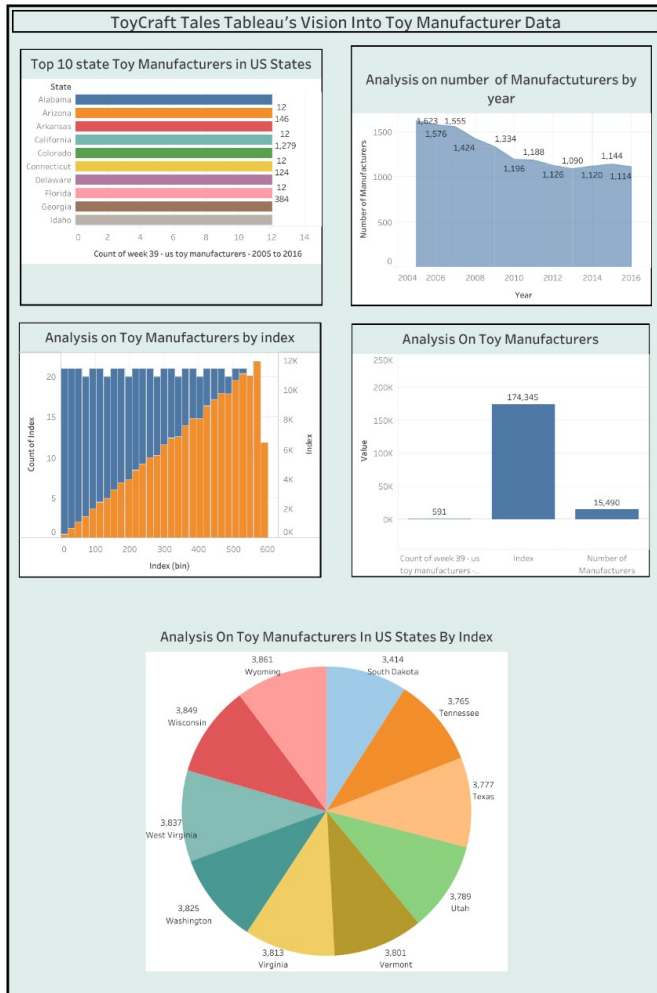 ToyCraft Tales Tableau's Vision Into Toy Manufacturer Data
Top 10 state Toy Manufacturers in US States
State
Alabama
Arizona
Arkansas
California
Colorado
Connecticut
Delaware
Florida
Georgia
Idaho
12
146
12
1,279
12
124
12
384
0 2 4 6 8 10 12 14
Count of week 39 - us toy manufacturers - 2005 to 2016
Analysis on number of Manufactuturers by
year
Number of Manufacturers
1500
1000
500
0
1,623
1,576
1,555
1,424
1,334
1,196
1,188
1,126
1,090
1,120
1,144
1,114
2004 2006 2008 2010 2012 2014 2016
Year
Analysis on Toy Manufacturers by index
Count of Index
20
15
10
5
0
12K
10K
8K
6K
4K
2K
0K
Index
0 100 200 300 400 500 600
Index (bin)
Analysis On Toy Manufacturers
Value
250K
200K
150K
100K
50K
0K
591
174,345
15,490
Count of week 39 - us
toy manufacturers -..
Index
Number of
Manufacturers
Analysis On Toy Manufacturers In US States By Index
3,861
Wyoming
3,414
South Dakota
3,849
Wisconsin
3,765
Tennessee
3,777
Texas
3,837
West Virginia
3,789
Utah
3,825
Washington
3,813
Virginia
3,801
Vermont